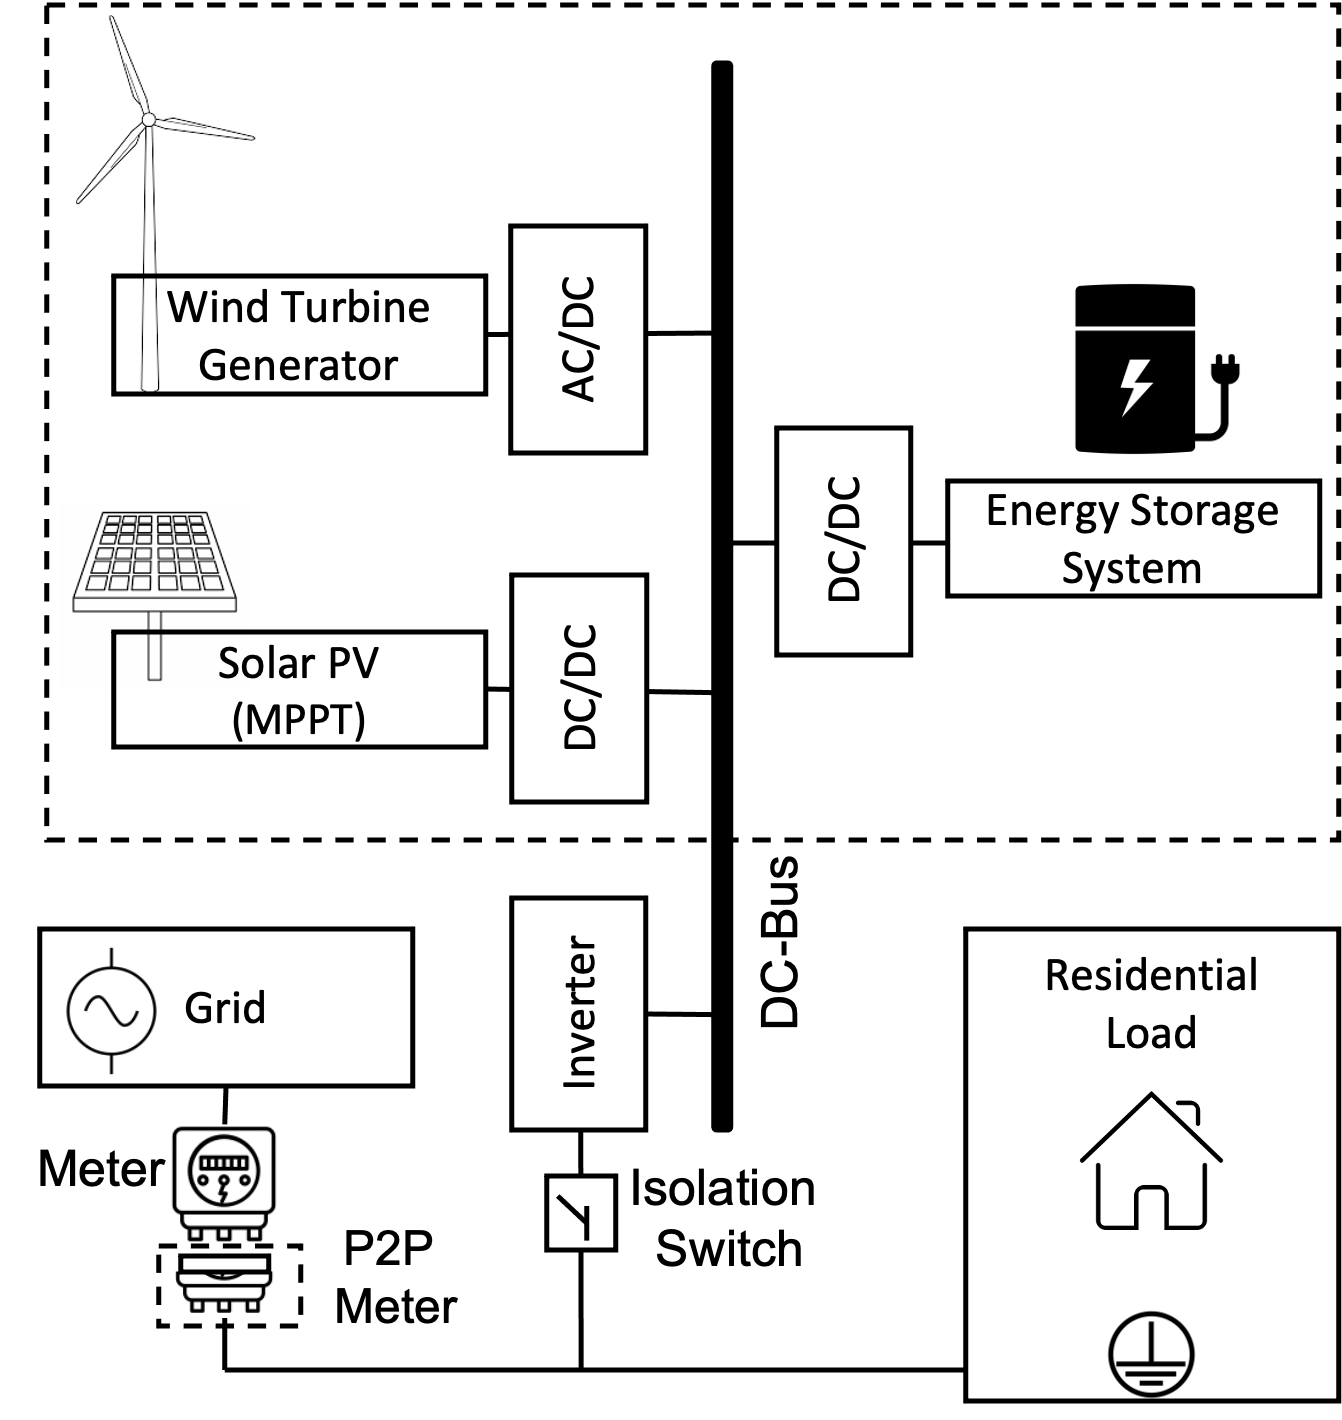 Wind Turbine
Generator
AC/DC
Energy Storage
System
DC/DC
Solar PV
(MPPT)
DC/DC
DC-Bus
Grid
Inverter
Residential
Load
Meter
Isolation
Switch
P2P
Meter